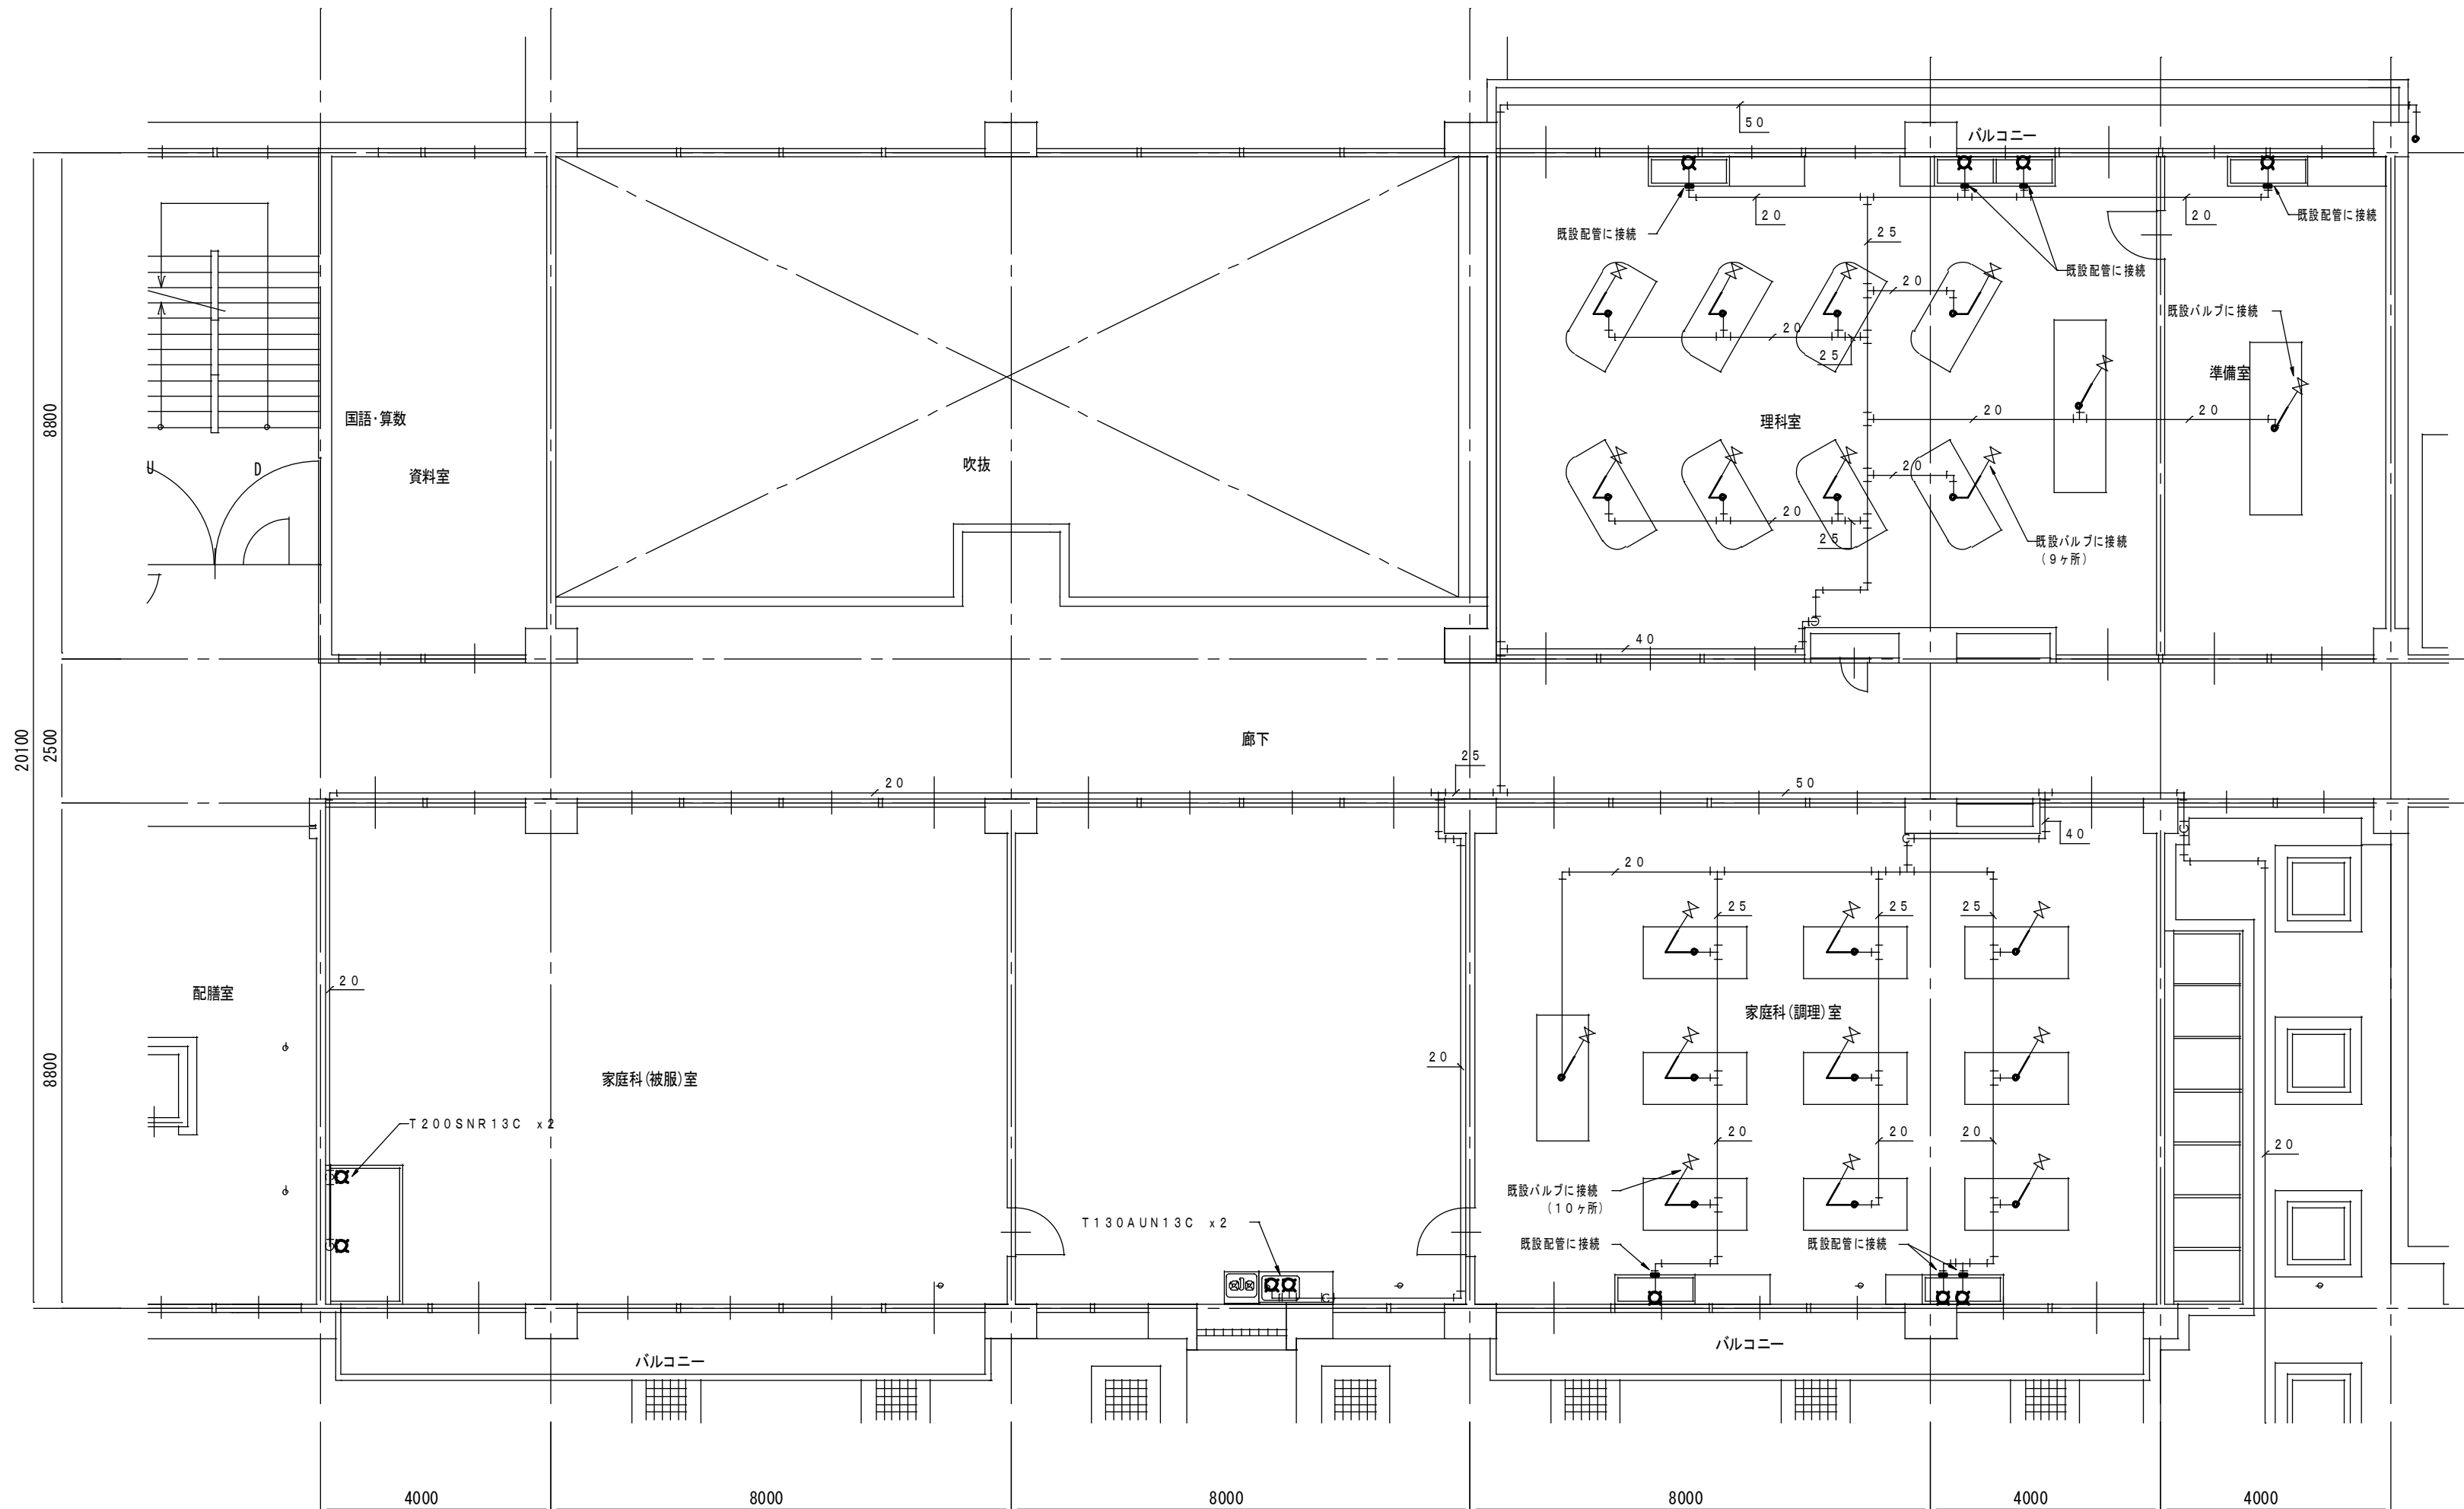 ５０
バルコニー
既設配管に接続
２０
２０
既設配管に接続
２５
既設配管に接続
２０
既設バルブに接続
２０
２５
準備室
国語・算数
理科室
２０
２０
8800
吹抜
U
D
資料室
２０
２０
２５
既設バルブに接続
（９ヶ所）
４０
廊下
20100
2500
２５
２０
５０
４０
２０
２５
２５
２５
２０
配膳室
家庭科(調理)室
２０
8800
家庭科(被服)室
Ｔ２００ＳＮＲ１３Ｃ ｘ２
２０
２０
２０
２０
既設バルブに接続
（１０ヶ所）
Ｔ１３０ＡＵＮ１３Ｃ ｘ２
既設配管に接続
既設配管に接続
バルコニー
バルコニー
4000
8000
8000
8000
4000
4000